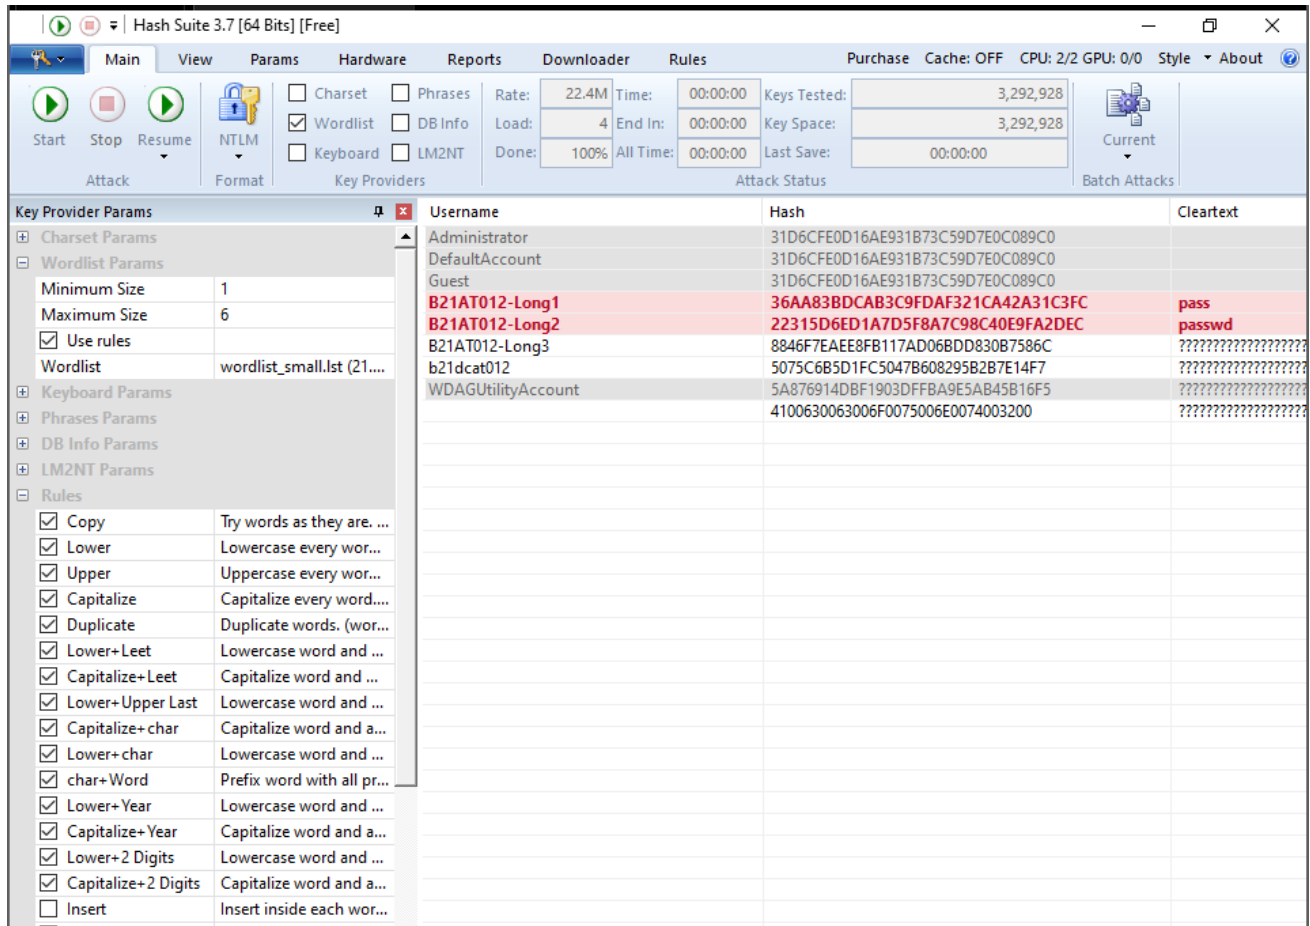 Hash Suite 3.7 [64 Bits] [Free]
Main View Params Hardware Reports Downloader Rules Purchase Cache: OFF CPU: 2/2 GPU: 0/0 Style About
Charset Phrases Rate: 22.4M Time: 00:00:00 Keys Tested: 3,292,928
Wordlist DB Info Load: 4 End In: 00:00:00 Key Space: 3,292,928
Start Stop Resume NTLM Current
Keyboard LM2NT Done: 100% All Time: 00:00:00 Last Save: 00:00:00
Attack Format Key Providers Attack Status Batch Attacks
Key Provider Params Username Hash Cleartext
Charset Params Administrator 31D6CFE0D16AE931B73C59D7E0C089C0
Wordlist Params DefaultAccount 31D6CFE0D16AE931B73C59D7E0C089C0
Minimum Size 1 Guest 31D6CFE0D16AE931B73C59D7E0C089C0
Maximum Size 6 B21AT012-Long1 36AA83BDCAB3C9FDAF321CA42A31C3FC pass
B21AT012-Long2 22315D6ED1A7D5F8A7C98C40E9FA2DEC passwd
Use rules B21AT012-Long3 8846F7EAEE8FB117AD06BDD830B7586C ???????????????????
Wordlist wordlist_small.lst (21.... b21dcat012 5075C6B5D1FC5047B608295B2B7E14F7 ???????????????????
Keyboard Params WDAGUtilityAccount 5A876914DBF1903DFFBA9E5AB45B16F5 ???????????????????
Phrases Params 4100630063006F0075006E0074003200 ???????????????????
DB Info Params
LM2NT Params
Rules
Copy Try words as they are. ...
Lower Lowercase every wor...
Upper Uppercase every wor...
Capitalize Capitalize every word....
Duplicate Duplicate words. (wor...
Lower+Leet Lowercase word and ...
Capitalize+Leet Capitalize word and ...
Lower+Upper Last Lowercase word and ...
Capitalize+char Capitalize word and a...
Lower+char Lowercase word and ...
char+Word Prefix word with all pr...
Lower+Year Lowercase word and ...
Capitalize+Year Capitalize word and a...
Lower+2 Digits Lowercase word and ...
Capitalize+2 Digits Capitalize word and a...
Insert Insert inside each wor...